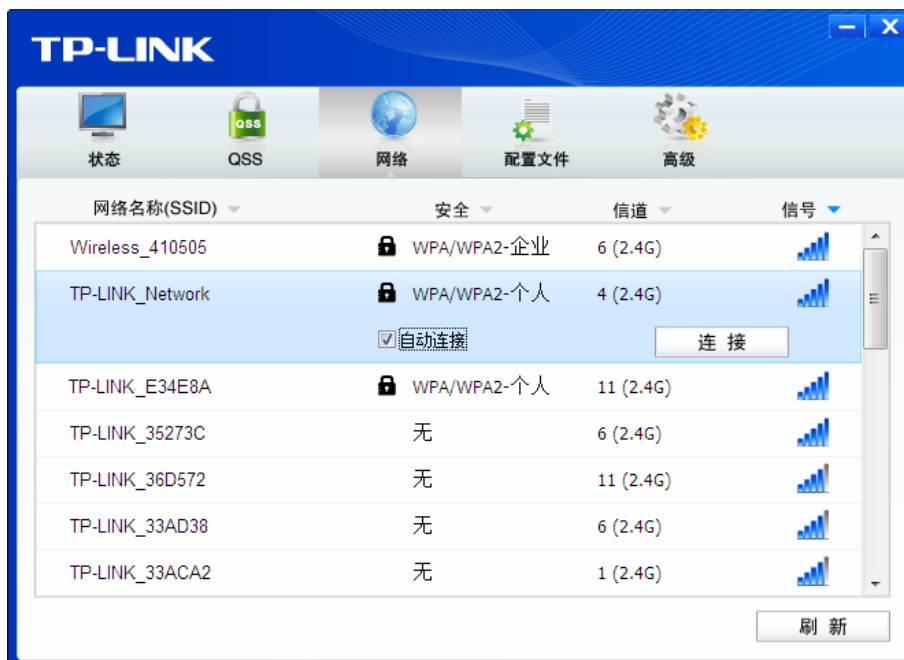 TP-LINK
QSS
状态 QSS 网络 配置文件 高级
网络名称(SSID) 安全 信道 信号
Wireless_410505 WPA/WPA2-企业 6 (2.4G)
TP-LINK_Network WPA/WPA2-个人 4 (2.4G)
自动连接 连 接
TP-LINK_E34E8A WPA/WPA2-个人 11 (2.4G)
TP-LINK_35273C 无 6 (2.4G)
TP-LINK_36D572 无 11 (2.4G)
TP-LINK_33AD38 无 6 (2.4G)
TP-LINK_33ACA2 无 1 (2.4G)
刷 新